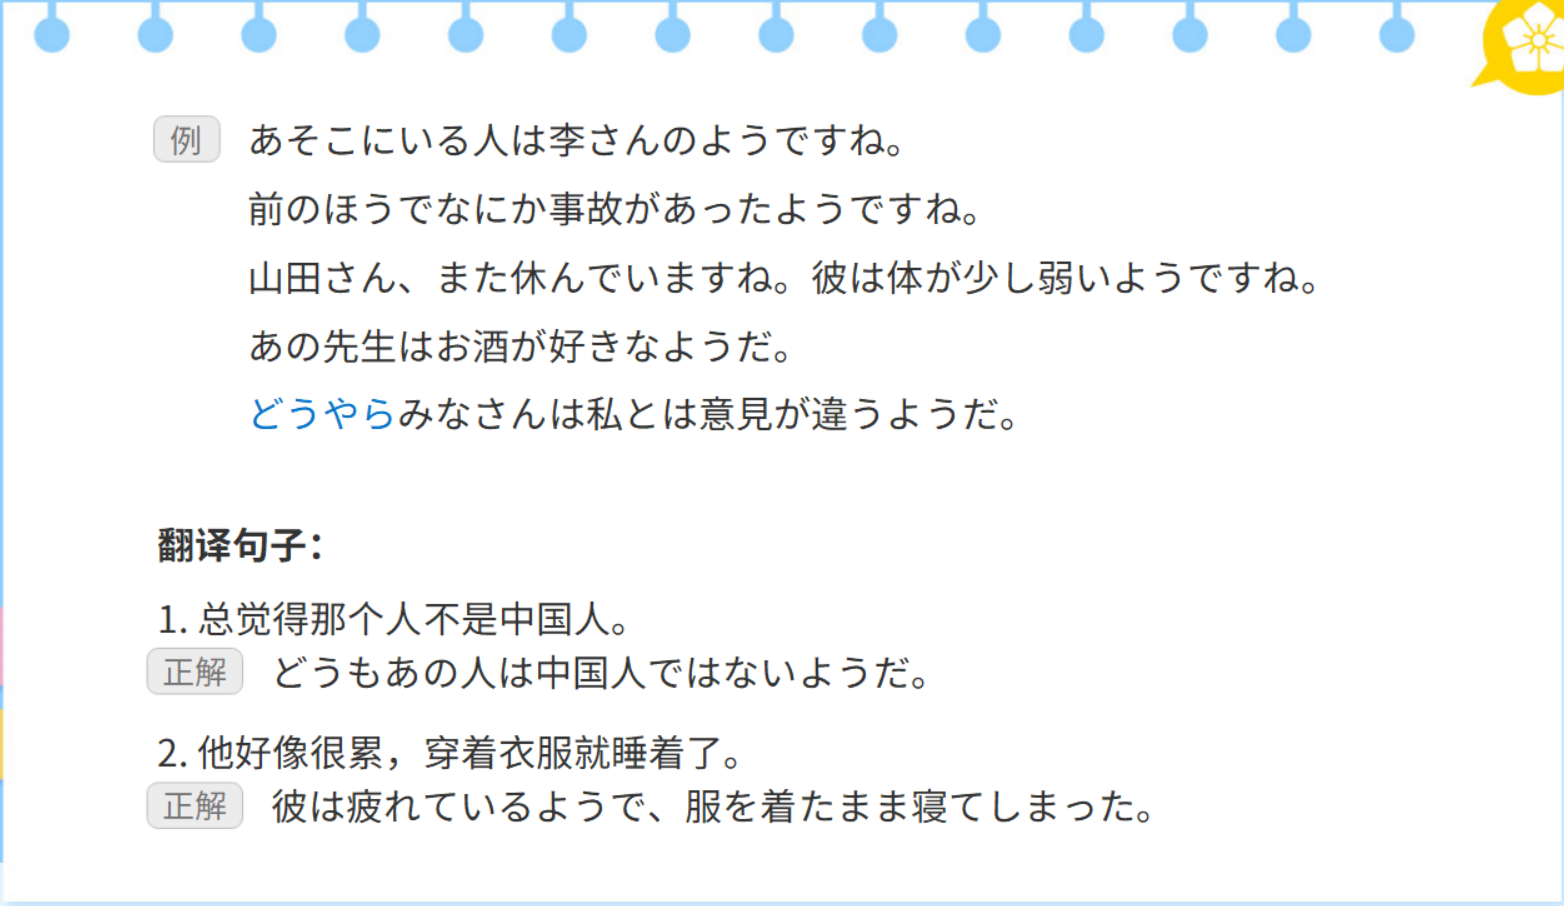 例 あそこにいる人は李さんのようですね。
前のほうでなにか事故があったようですね。
山田さん、また休んでいますね。彼は体が少し弱いようですね。
あの先生はお酒が好きなようだ。
どうやらみなさんは私とは意見が違うようだ。
翻译句子：
1. 总觉得那个人不是中国人。
正解 どうもあの人は中国人ではないようだ。
2. 他好像很累，穿着衣服就睡着了。
正解 彼は疲れているようで、服を着たまま寝てしまった。